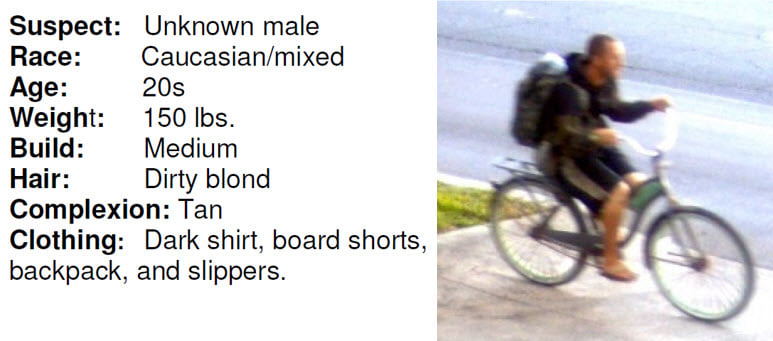 Suspect: Unknown male
Race: Caucasian/mixed
Age: 20s
Weight: 150 lbs.
Build: Medium
Hair: Dirty blond
Complexion: Tan
Clothing: Dark shirt, board shorts,
backpack, and slippers.